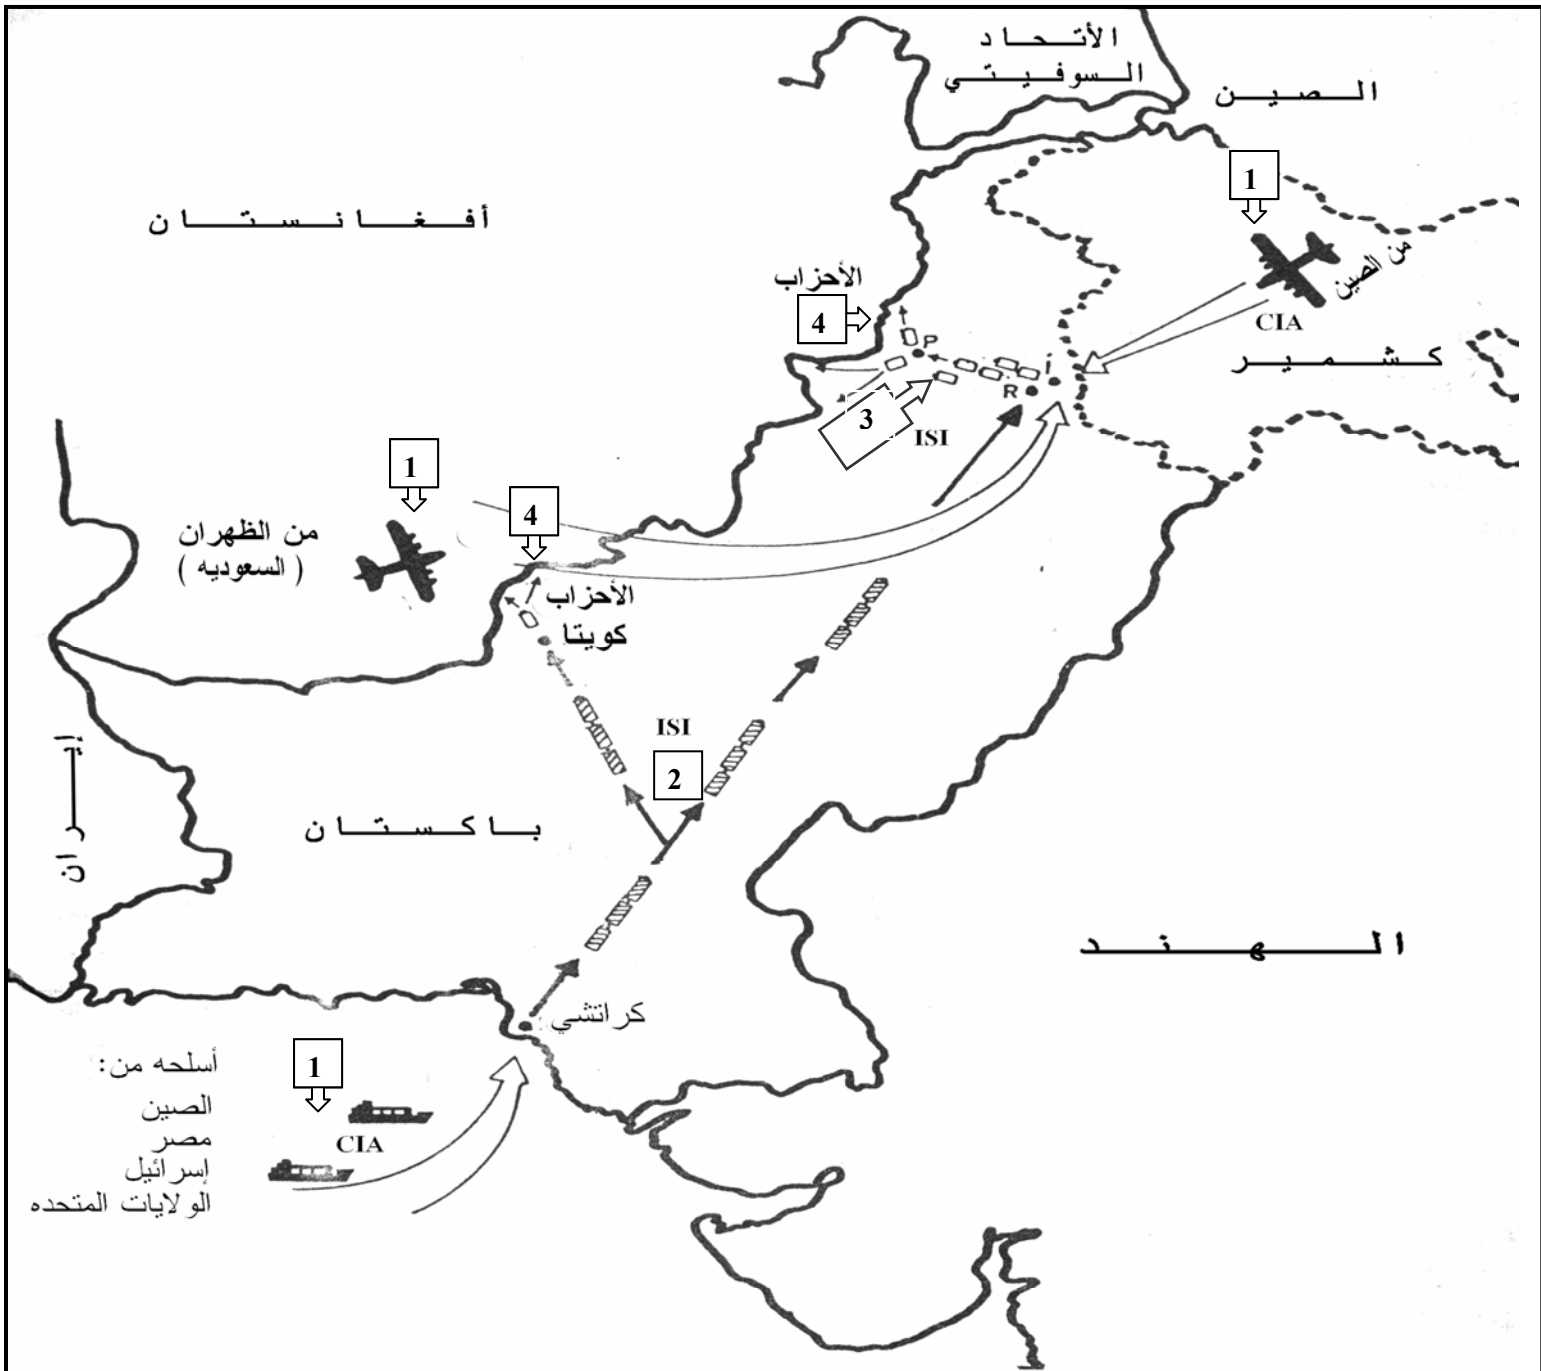 الأتحاد
السوفيتي
الصين
1
أفغانستان
من الصين
CIA
الأحزاب
4
P
i
R
كشمير
3
ISI
1
4
من الظهران
( السعوديه )
الأحزاب
كويتا
ISI
2
إيران
باكستان
الهند
كراتشي
أسلحه من:
الصين
مصر
إسرائيل
الولايات المتحده
1
CIA